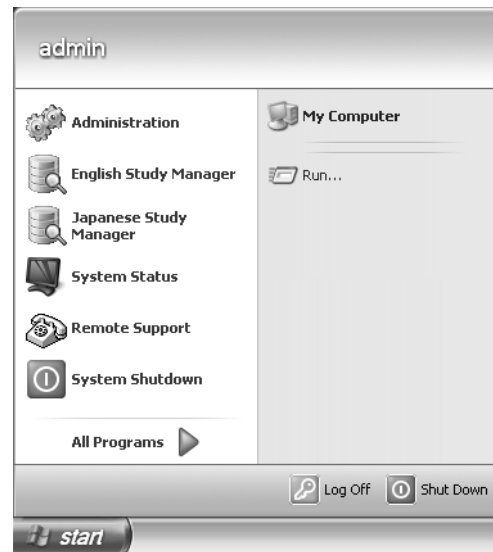 admin
Administration
English Study Manager
Japanese Study
Manager
System Status
Remote Support
System Shutdown
All Programs
My Computer
Run...
Log Off
Shut Down
start